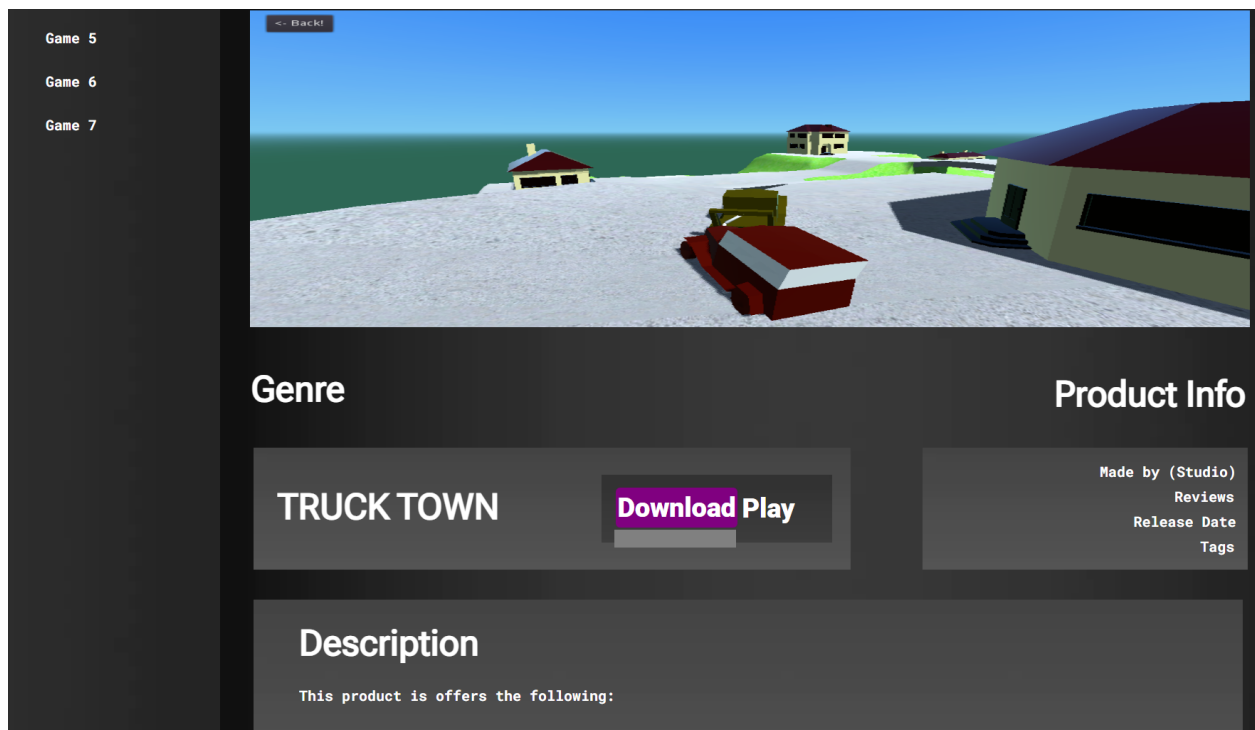 Game 5
Game 6
Game 7
<- Back!
Genre
Product Info
TRUCK TOWN
Download Play
Made by (Studio)
Reviews
Release Date
Tags
Description
This product is offers the following: